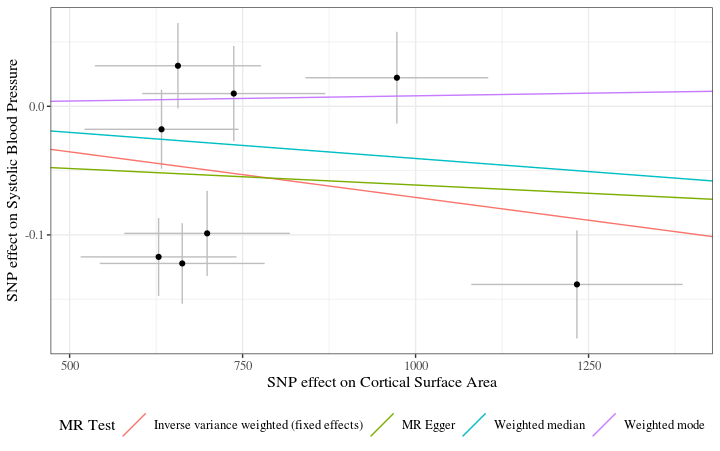 SNP effect on Systolic Blood Pressure
0.0
-0.1
500
750
1000
1250
SNP effect on Cortical Surface Area
MR Test
Inverse variance weighted (fixed effects)
MR Egger
Weighted median
Weighted mode